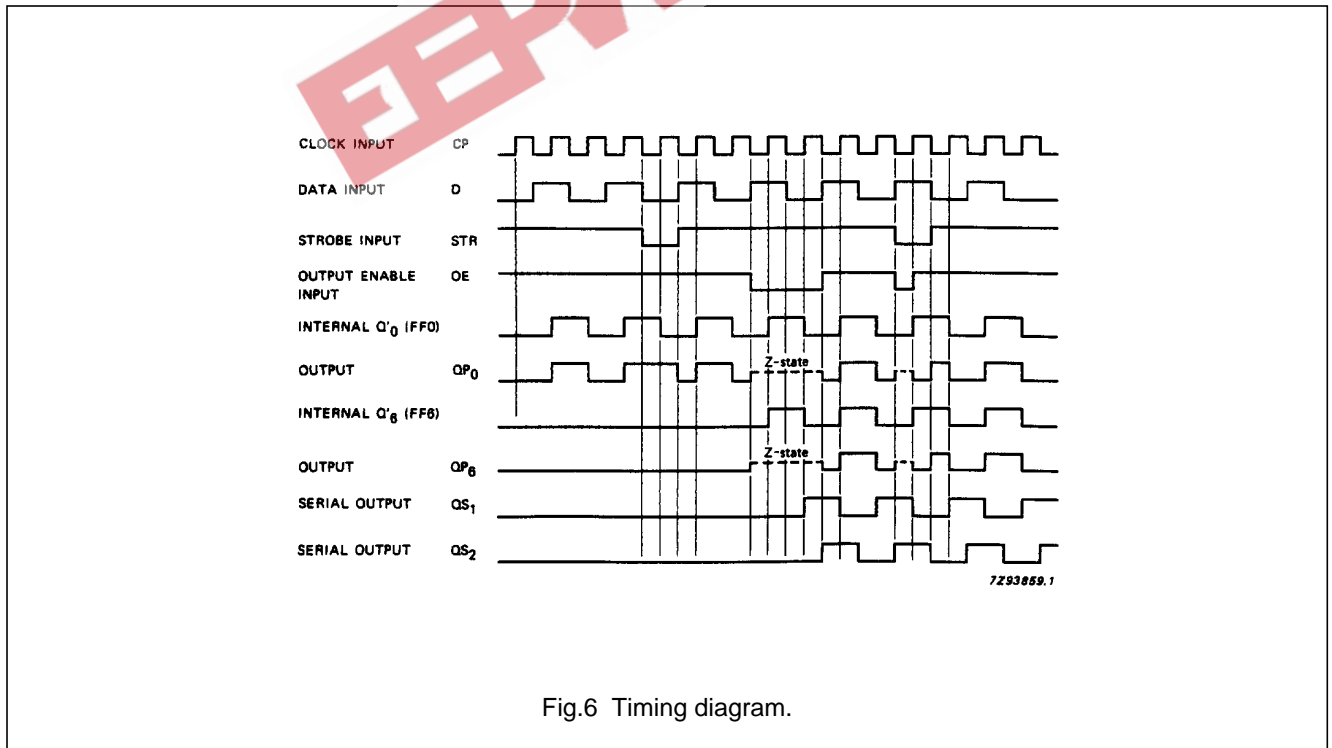 CLOCK INPUT CP
DATA INPUT D
STROBE INPUT STR
OUTPUT ENABLE INPUT OE
INTERNAL Q'0 (FF0)
OUTPUT QP0
Z-state
INTERNAL Q'6 (FF6)
OUTPUT QP6
Z-state
SERIAL OUTPUT QS1
SERIAL OUTPUT QS2
7Z93859.1
Fig.6 Timing diagram.